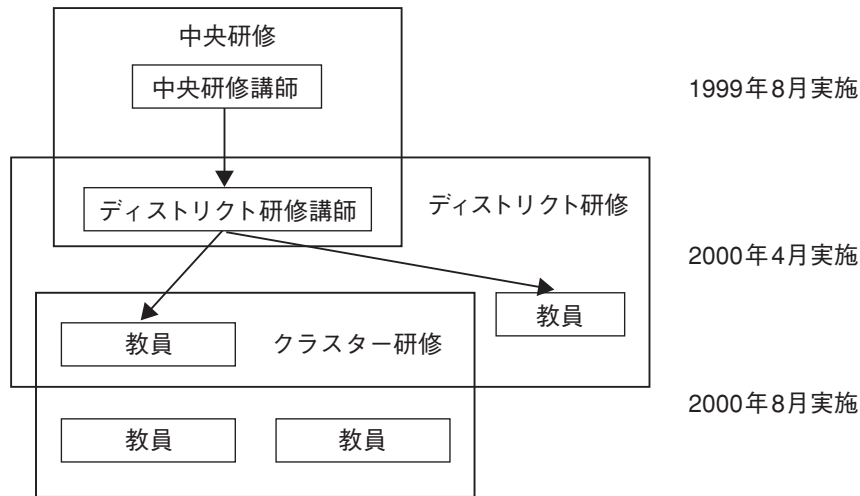 中央研修
中央研修講師
1999年8月実施
ディストリクト研修講師
ディストリクト研修
2000年4月実施
教員
教員
クラスター研修
2000年8月実施
教員
教員